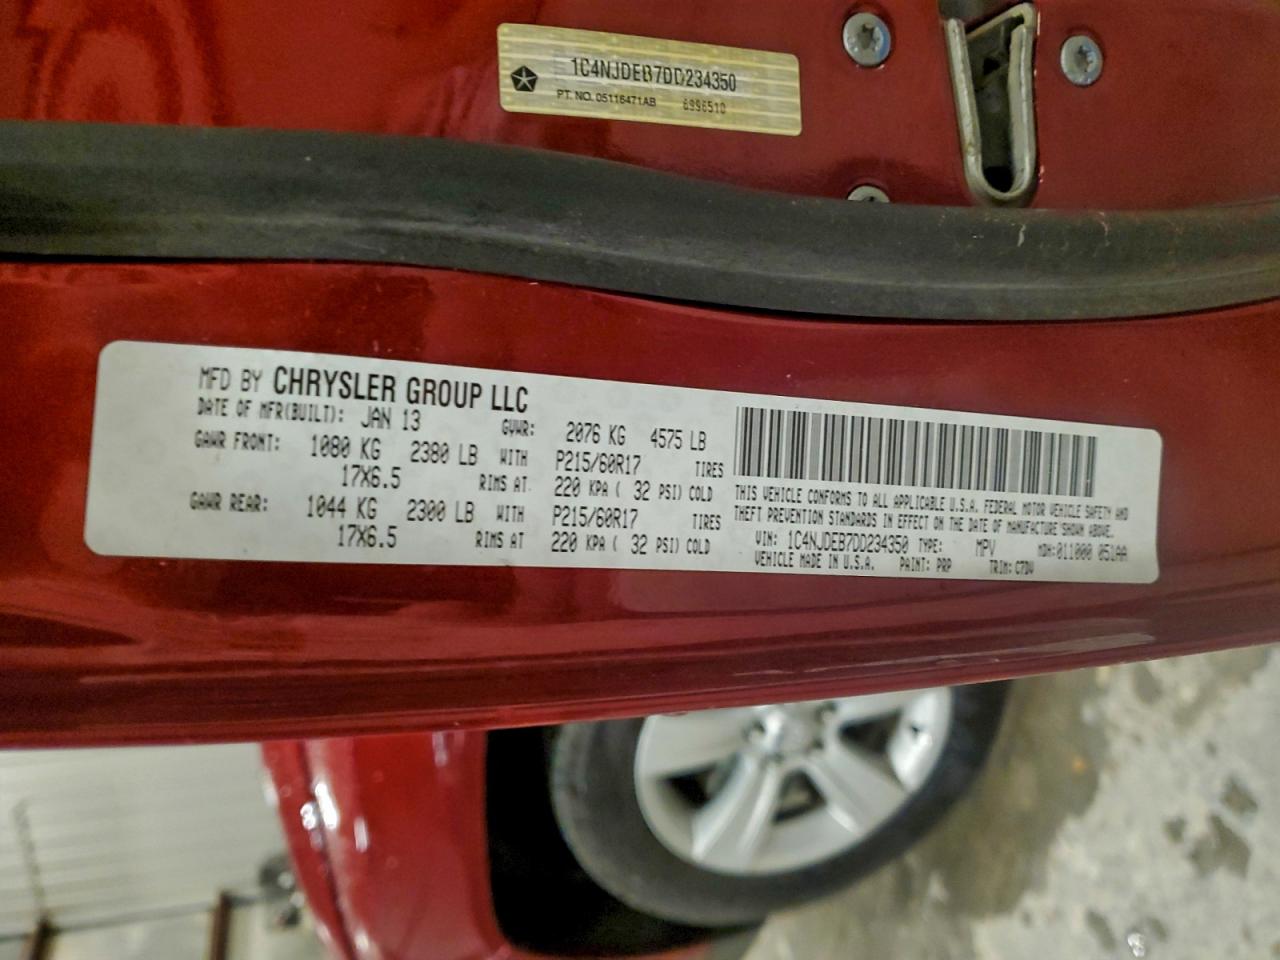 1C4NJDEB7DD234350
PT. NO. 05116471AB 6996510
MFD BY CHRYSLER GROUP LLC
DATE OF MFR(BUILT): JAN 13 GVWR: 2076 KG 4575 LB
GAWR FRONT: 1080 KG 2380 LB WITH P215/60R17 TIRES
17X6.5 RIMS AT 220 KPA ( 32 PSI) COLD
GAWR REAR: 1044 KG 2300 LB WITH P215/60R17 TIRES
17X6.5 RIMS AT 220 KPA ( 32 PSI) COLD
THIS VEHICLE CONFORMS TO ALL APPLICABLE U.S.A. FEDERAL MOTOR VEHICLE SAFETY AND
THEFT PREVENTION STANDARDS IN EFFECT ON THE DATE OF MANUFACTURE SHOWN ABOVE.
VIN: 1C4NJDEB7DD234350 TYPE: MPV MDH:011000 051AA
VEHICLE MADE IN U.S.A. PAINT: PRP TRIM: C7DV